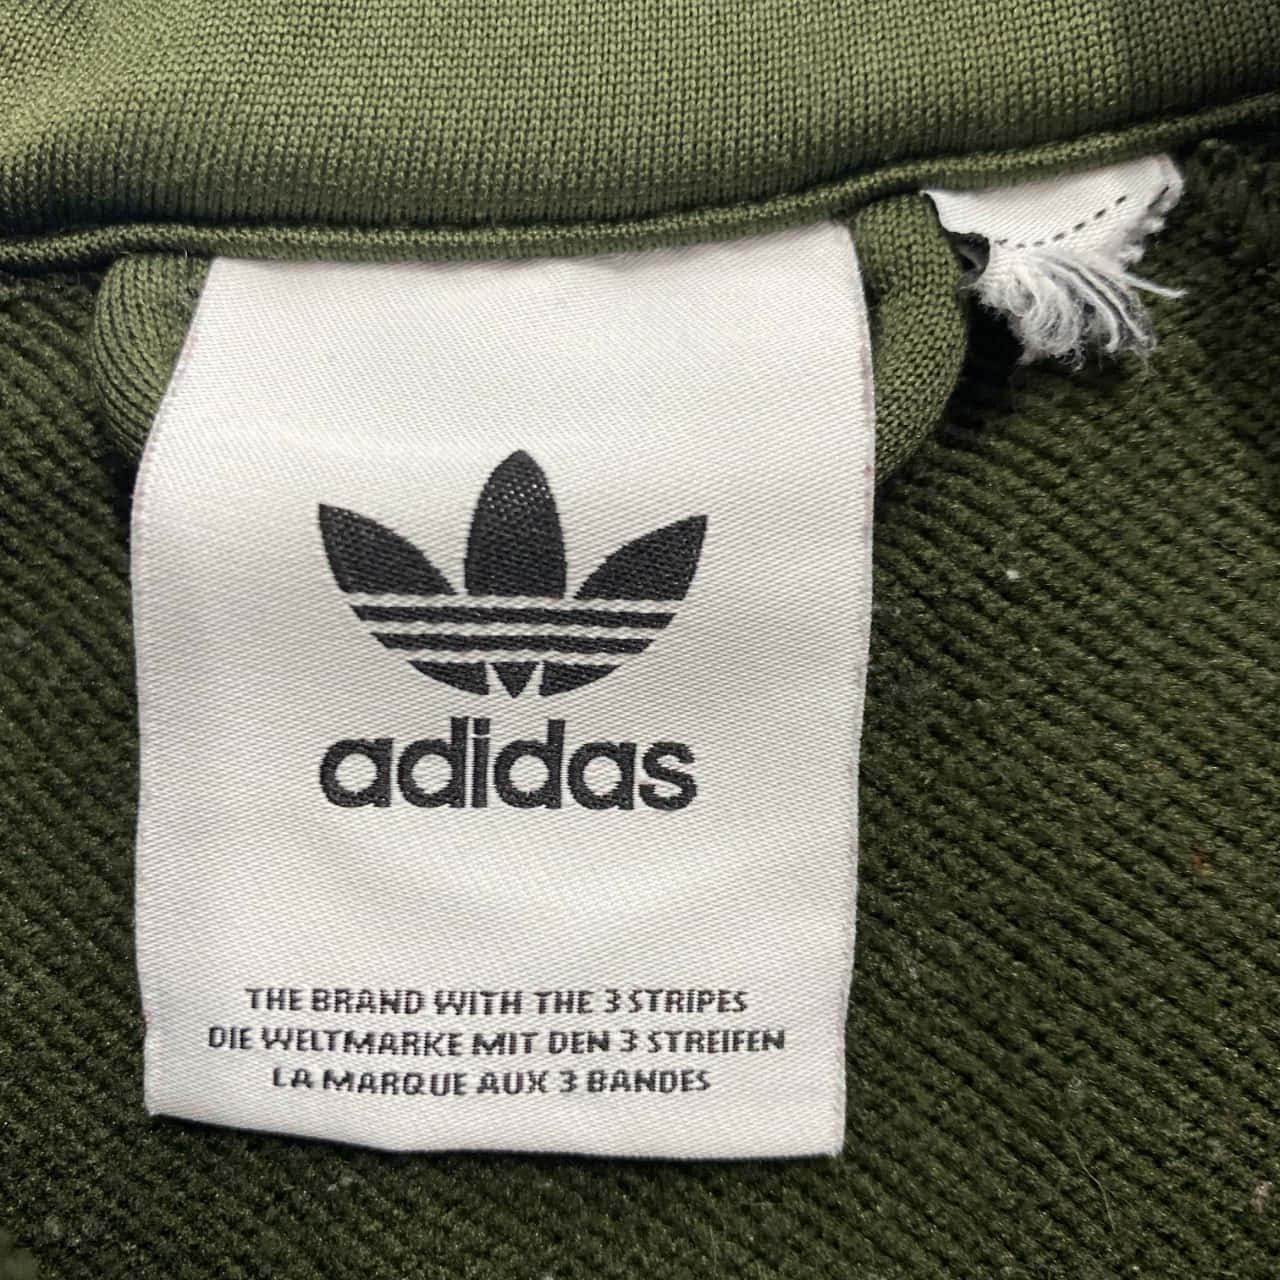 adidas
THE BRAND WITH THE 3 STRIPES
DIE WELTMARKE MIT DEN 3 STREIFEN
LA MARQUE AUX 3 BANDES